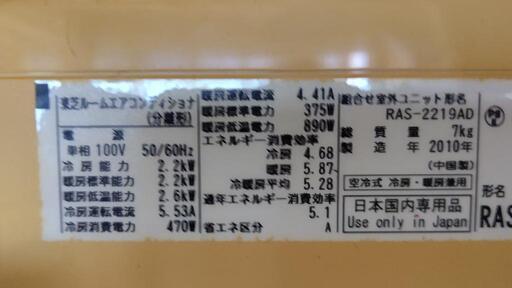 東芝ルームエアコンディショナ
(分離形)
電源
単相 100V 50/60Hz
冷房能力 2.2kW
暖房標準能力 2.2kW
暖房低温能力 2.6kW
冷房運転電流 5.53A
冷房消費電力 470W
暖房運転電流 4.41A
暖房標準電力 375W
暖房低温電力 890W
エネルギー消費効率
冷房 4.68
暖房 5.87
冷暖房平均 5.28
通年エネルギー消費効率
5.1
省エネ区分 A
組合せ室外ユニット形名
RAS-2219AD
総質量 7kg
製造年 2010年
(中国製)
空冷式 冷房・暖房兼用
日本国内専用品
Use only in Japan
形名
RAS